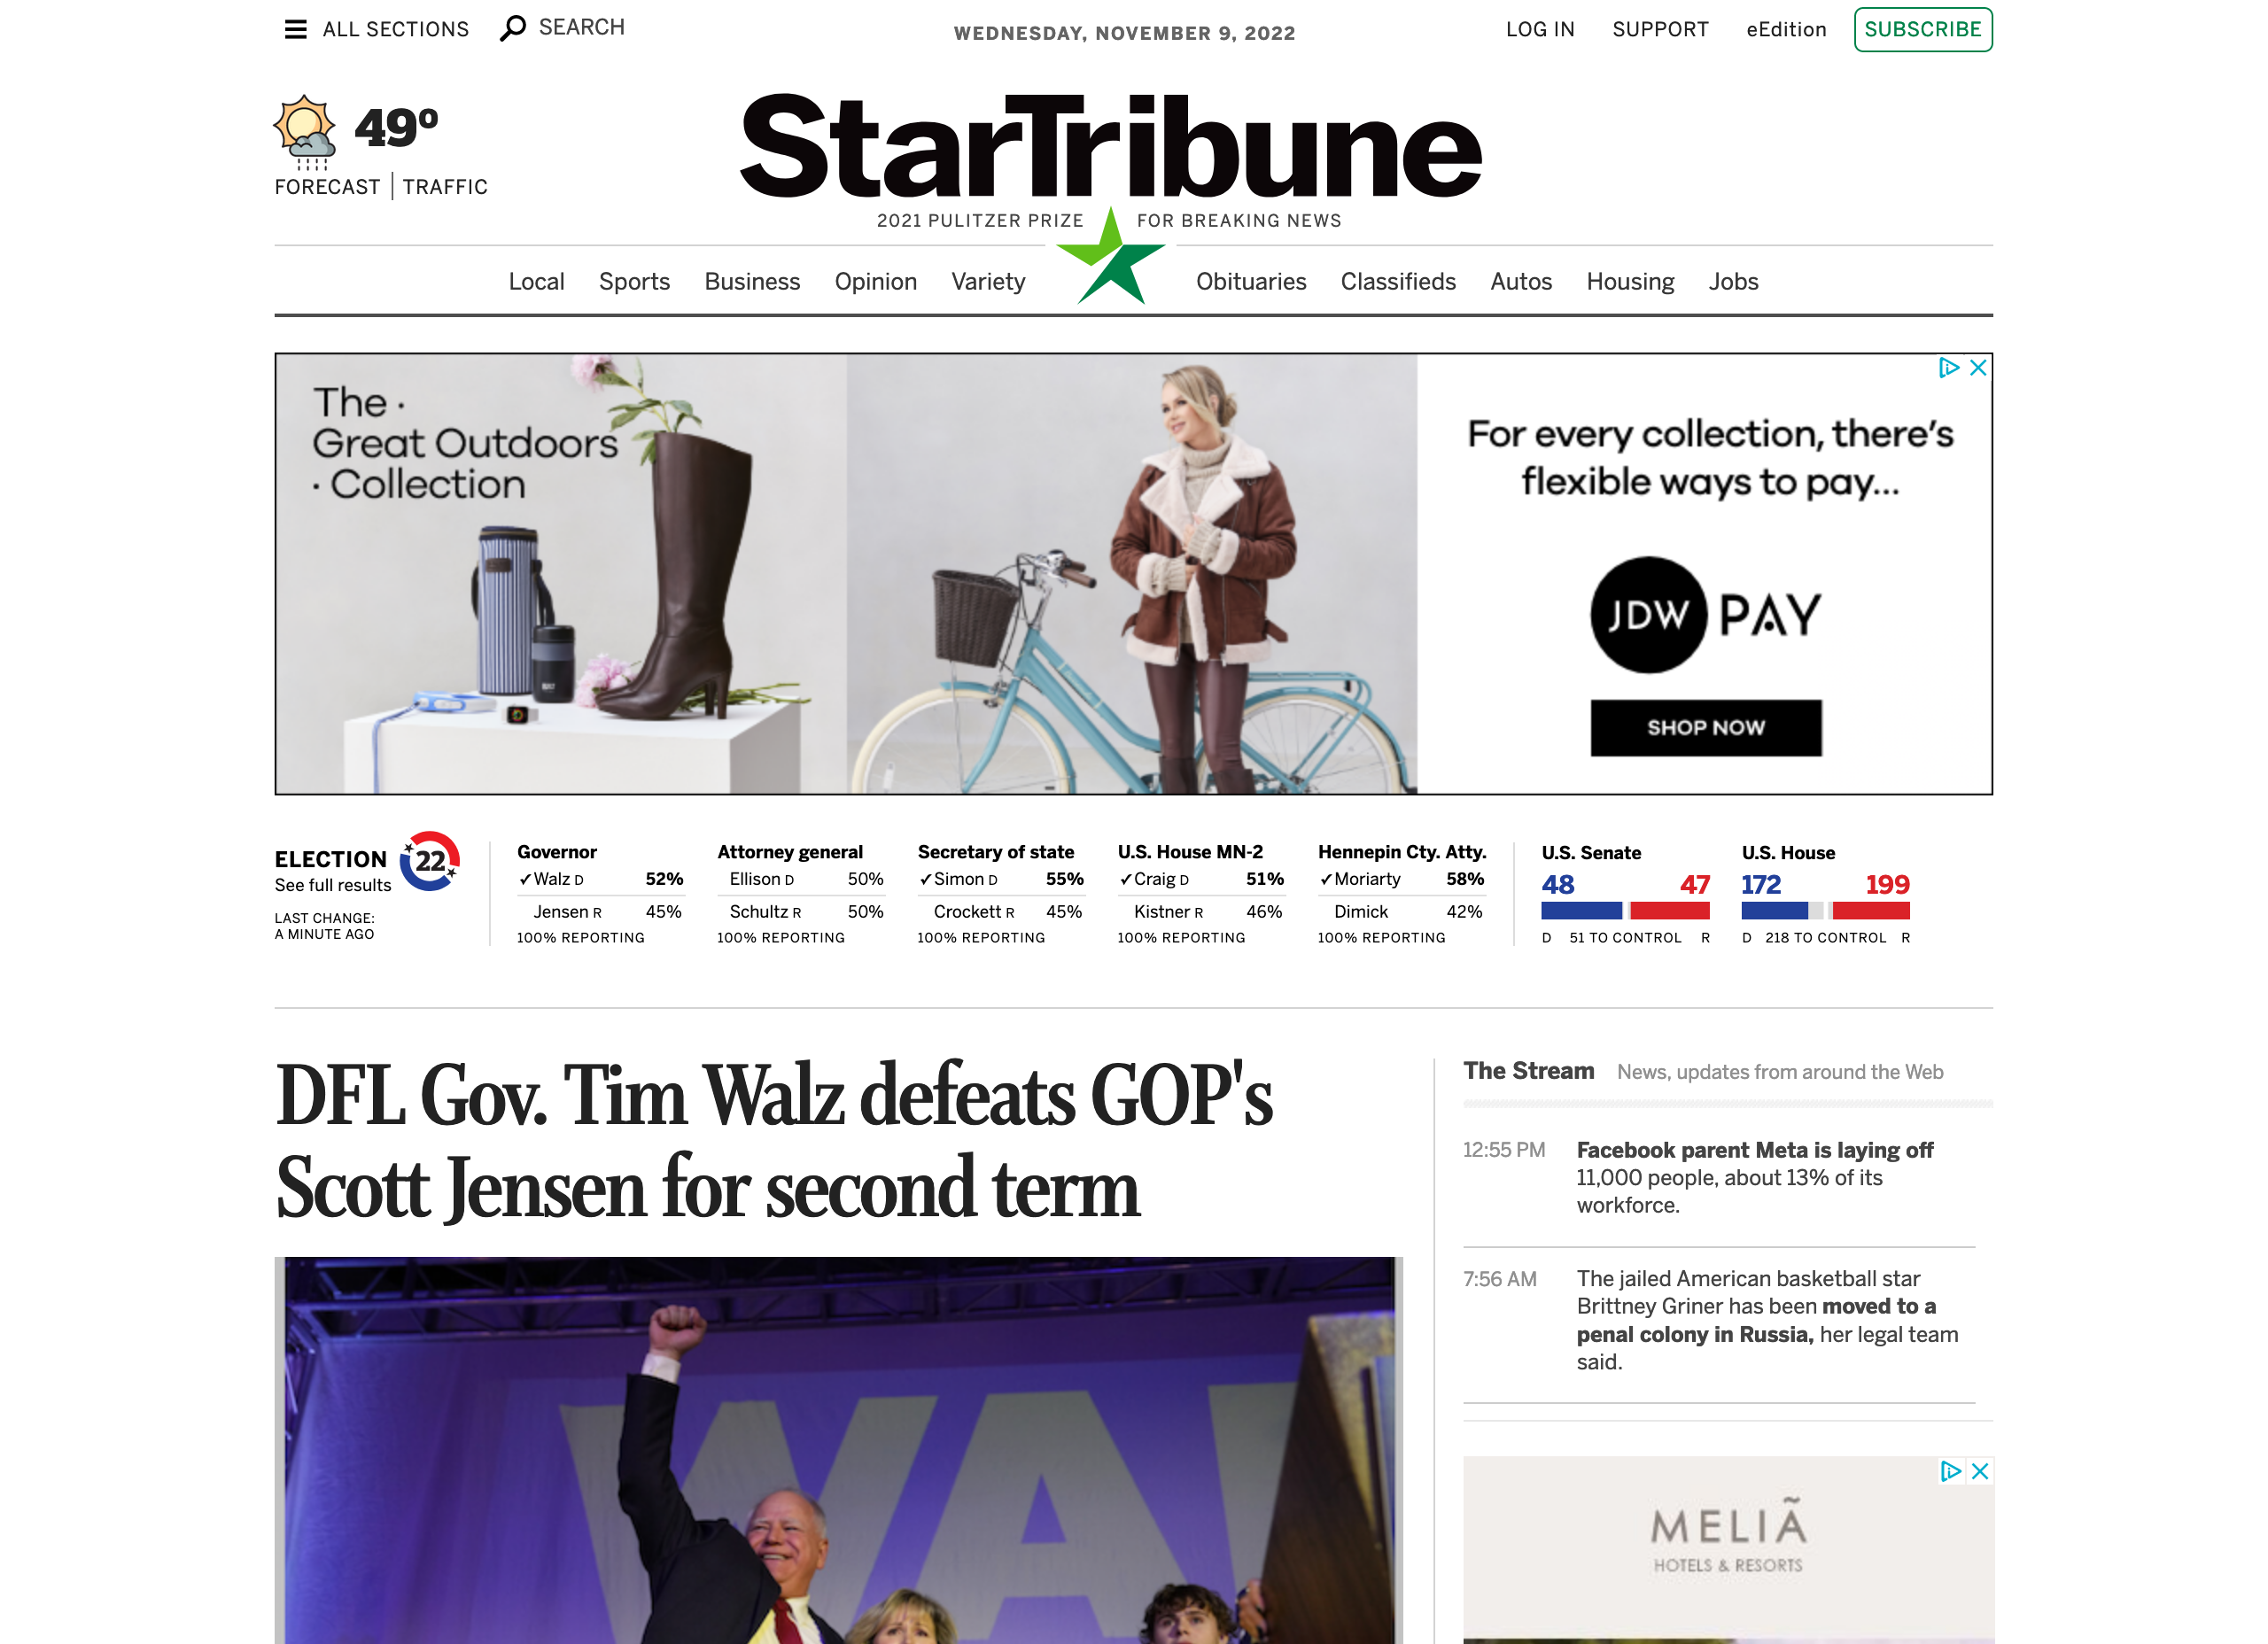 ALL SECTIONS
SEARCH
WEDNESDAY, NOVEMBER 9, 2022
LOG IN
SUPPORT
eEdition
SUBSCRIBE
49º
FORECAST
TRAFFIC
StarTribune
2021 PULITZER PRIZE FOR BREAKING NEWS
Local Sports Business Opinion Variety Obituaries Classifieds Autos Housing Jobs
The ·
Great Outdoors
· Collection
For every collection, there's
flexible ways to pay...
JDW PAY
SHOP NOW
ELECTION
22
See full results
LAST CHANGE:
A MINUTE AGO
Governor
✓ Walz D 52%
Jensen R 45%
100% REPORTING
Attorney general
Ellison D 50%
Schultz R 50%
100% REPORTING
Secretary of state
✓ Simon D 55%
Crockett R 45%
100% REPORTING
U.S. House MN-2
✓ Craig D 51%
Kistner R 46%
100% REPORTING
Hennepin Cty. Atty.
✓ Moriarty 58%
Dimick 42%
100% REPORTING
U.S. Senate
48 47
D 51 TO CONTROL R
U.S. House
172 199
D 218 TO CONTROL R
DFL Gov. Tim Walz defeats GOP's
Scott Jensen for second term
WA
The Stream News, updates from around the Web
12:55 PM
Facebook parent Meta is laying off
11,000 people, about 13% of its
workforce.
7:56 AM
The jailed American basketball star
Brittney Griner has been moved to a
penal colony in Russia, her legal team
said.
MELIÃ
HOTELS & RESORTS